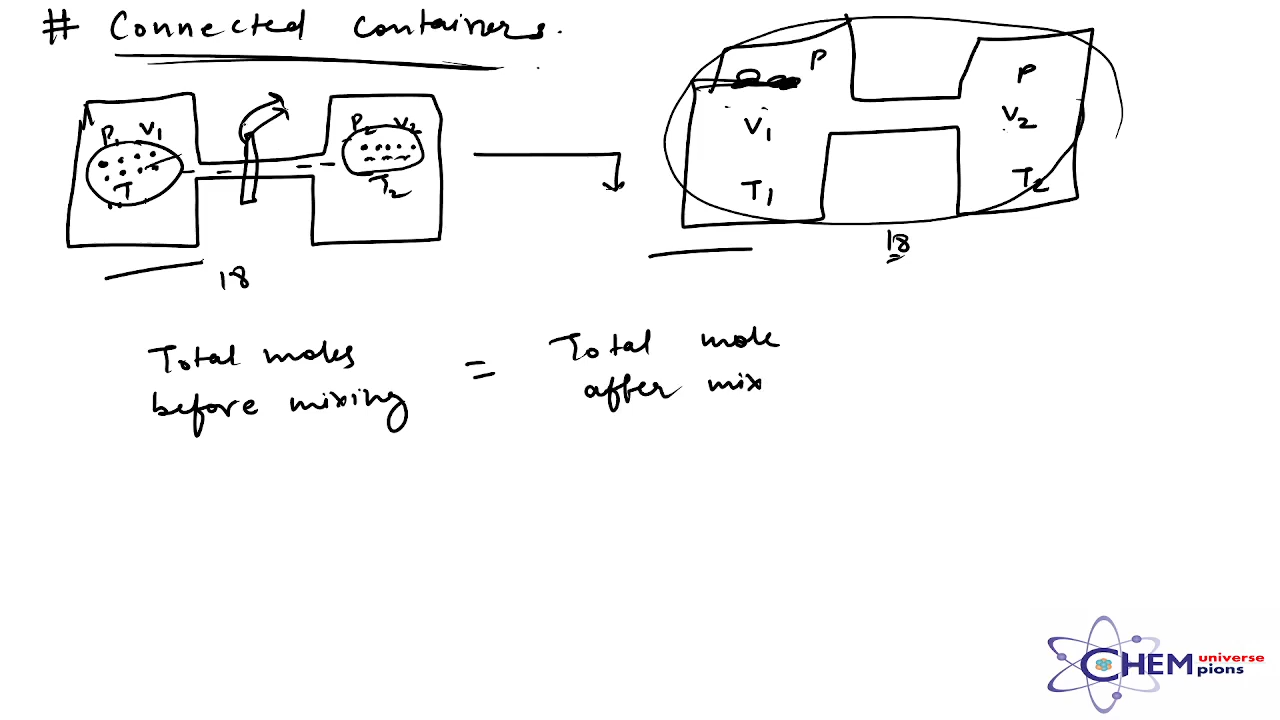 # Connected containers.
P1 V1
T
P2 V2
T2
18
P
V1
T1
P
V2
T2
18
Total moles
before mixing
=
Total mole
after mix
CHEM universe
pions